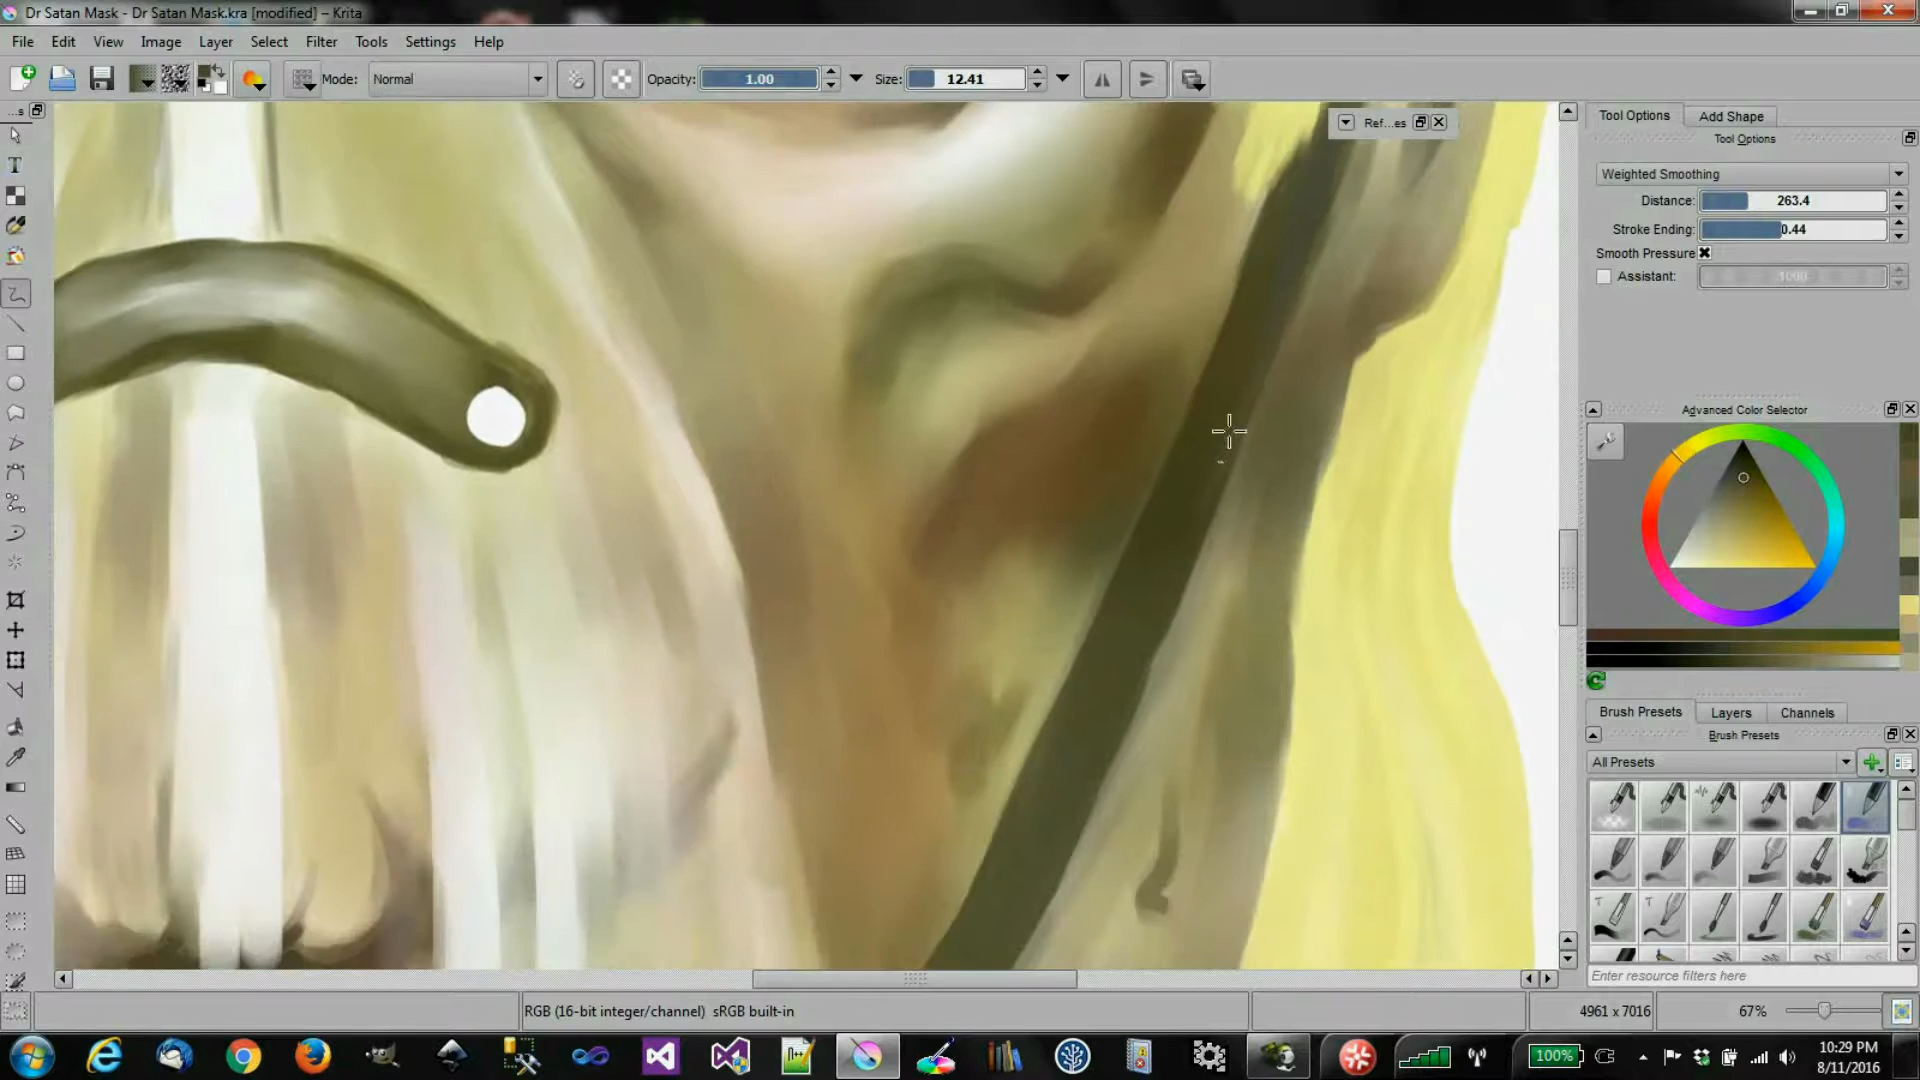 Dr Satan Mask - Dr Satan Mask.kra [modified] – Krita
File Edit View Image Layer Select Filter Tools Settings Help
Mode: Normal Opacity: 1.00 Size: 12.41
...s
Ref...es
Tool Options Add Shape
Tool Options
Weighted Smoothing
Distance: 263.4
Stroke Ending: 0.44
Smooth Pressure
Assistant: 1000
Advanced Color Selector
Brush Presets Layers Channels
Brush Presets
All Presets
Enter resource filters here
RGB (16-bit integer/channel) sRGB built-in
4961 x 7016
67%
100%
10:29 PM
8/11/2016